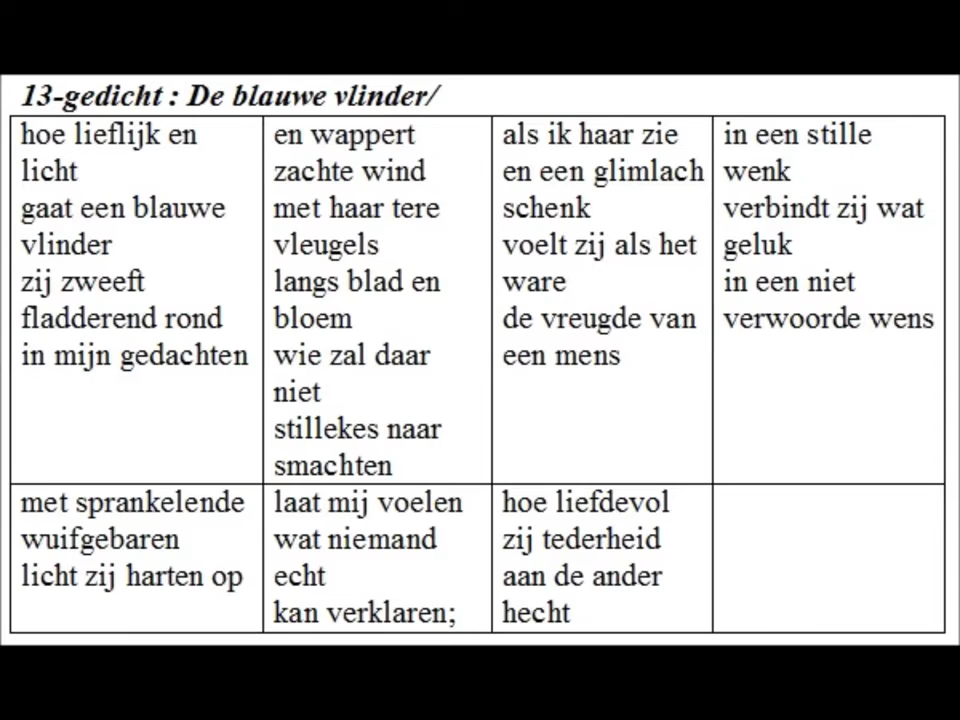 13-gedicht : De blauwe vlinder/
hoe lieflijk en
licht
gaat een blauwe
vlinder
zij zweeft
fladderend rond
in mijn gedachten
en wappert
zachte wind
met haar tere
vleugels
langs blad en
bloem
wie zal daar
niet
stillekes naar
smachten
als ik haar zie
en een glimlach
schenk
voelt zij als het
ware
de vreugde van
een mens
in een stille
wenk
verbindt zij wat
geluk
in een niet
verwoorde wens
met sprankelende
wuifgebaren
licht zij harten op
laat mij voelen
wat niemand
echt
kan verklaren;
hoe liefdevol
zij tederheid
aan de ander
hecht